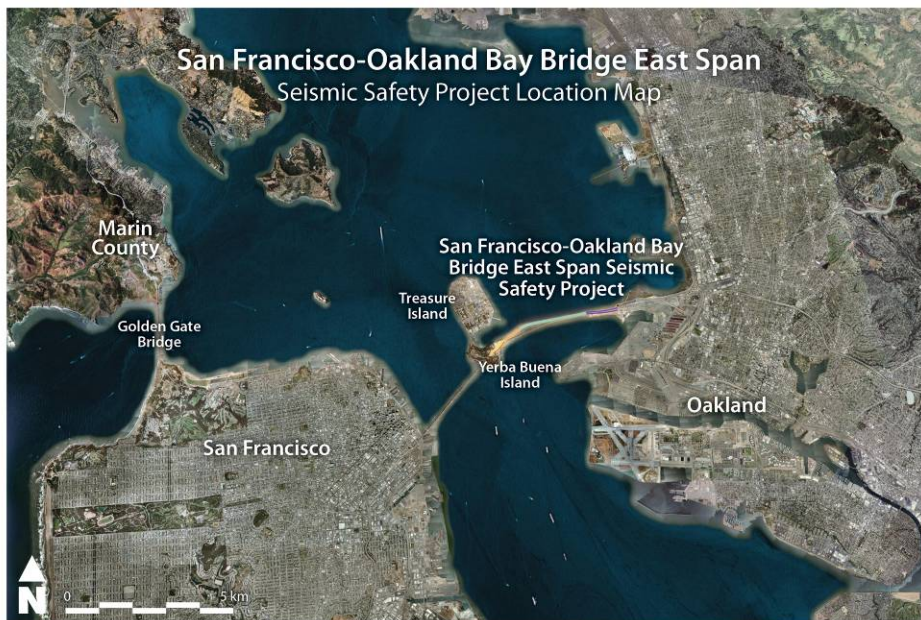 San Francisco-Oakland Bay Bridge East Span
Seismic Safety Project Location Map
Marin
County
San Francisco-Oakland Bay
Bridge East Span Seismic
Safety Project
Treasure
Island
Golden Gate
Bridge
Yerba Buena
Island
Oakland
San Francisco
N
0
5 km